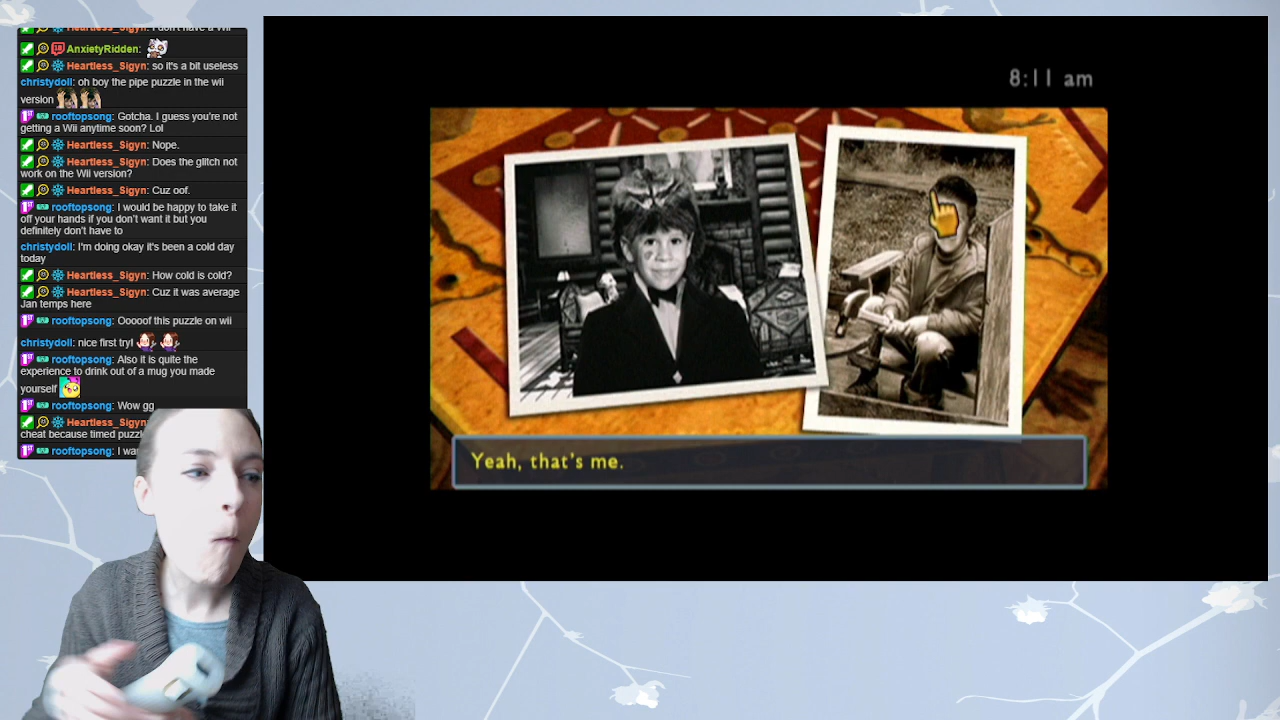 Heartless_Sigyn: I don't have a Wii
AnxietyRidden:
Heartless_Sigyn: so it's a bit useless
christydoll: oh boy the pipe puzzle in the wii
version
rooftopsong: Gotcha. I guess you're not
getting a Wii anytime soon? Lol
Heartless_Sigyn: Nope.
Heartless_Sigyn: Does the glitch not
work on the Wii version?
Heartless_Sigyn: Cuz oof.
rooftopsong: I would be happy to take it
off your hands if you don't want it but you
definitely don't have to
christydoll: I'm doing okay it's been a cold day
today
Heartless_Sigyn: How cold is cold?
Heartless_Sigyn: Cuz it was average
Jan temps here
rooftopsong: Ooooof this puzzle on wii
christydoll: nice first try!
rooftopsong: Also it is quite the
experience to drink out of a mug you made
yourself
rooftopsong: Wow gg
Heartless_Sigyn
cheat because timed
rooftopsong: I
8:11 am
Yeah, that's me.